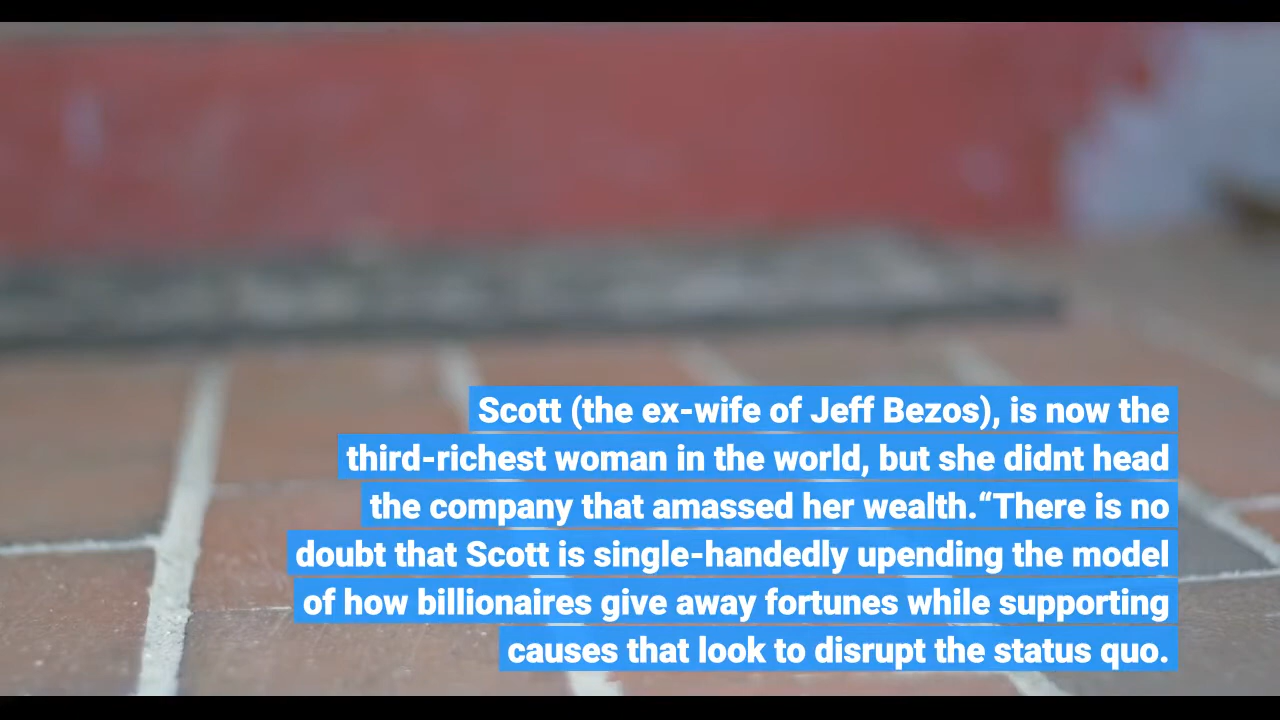 Scott (the ex-wife of Jeff Bezos), is now the
third-richest woman in the world, but she didnt head
the company that amassed her wealth.“There is no
doubt that Scott is single-handedly upending the model
of how billionaires give away fortunes while supporting
causes that look to disrupt the status quo.